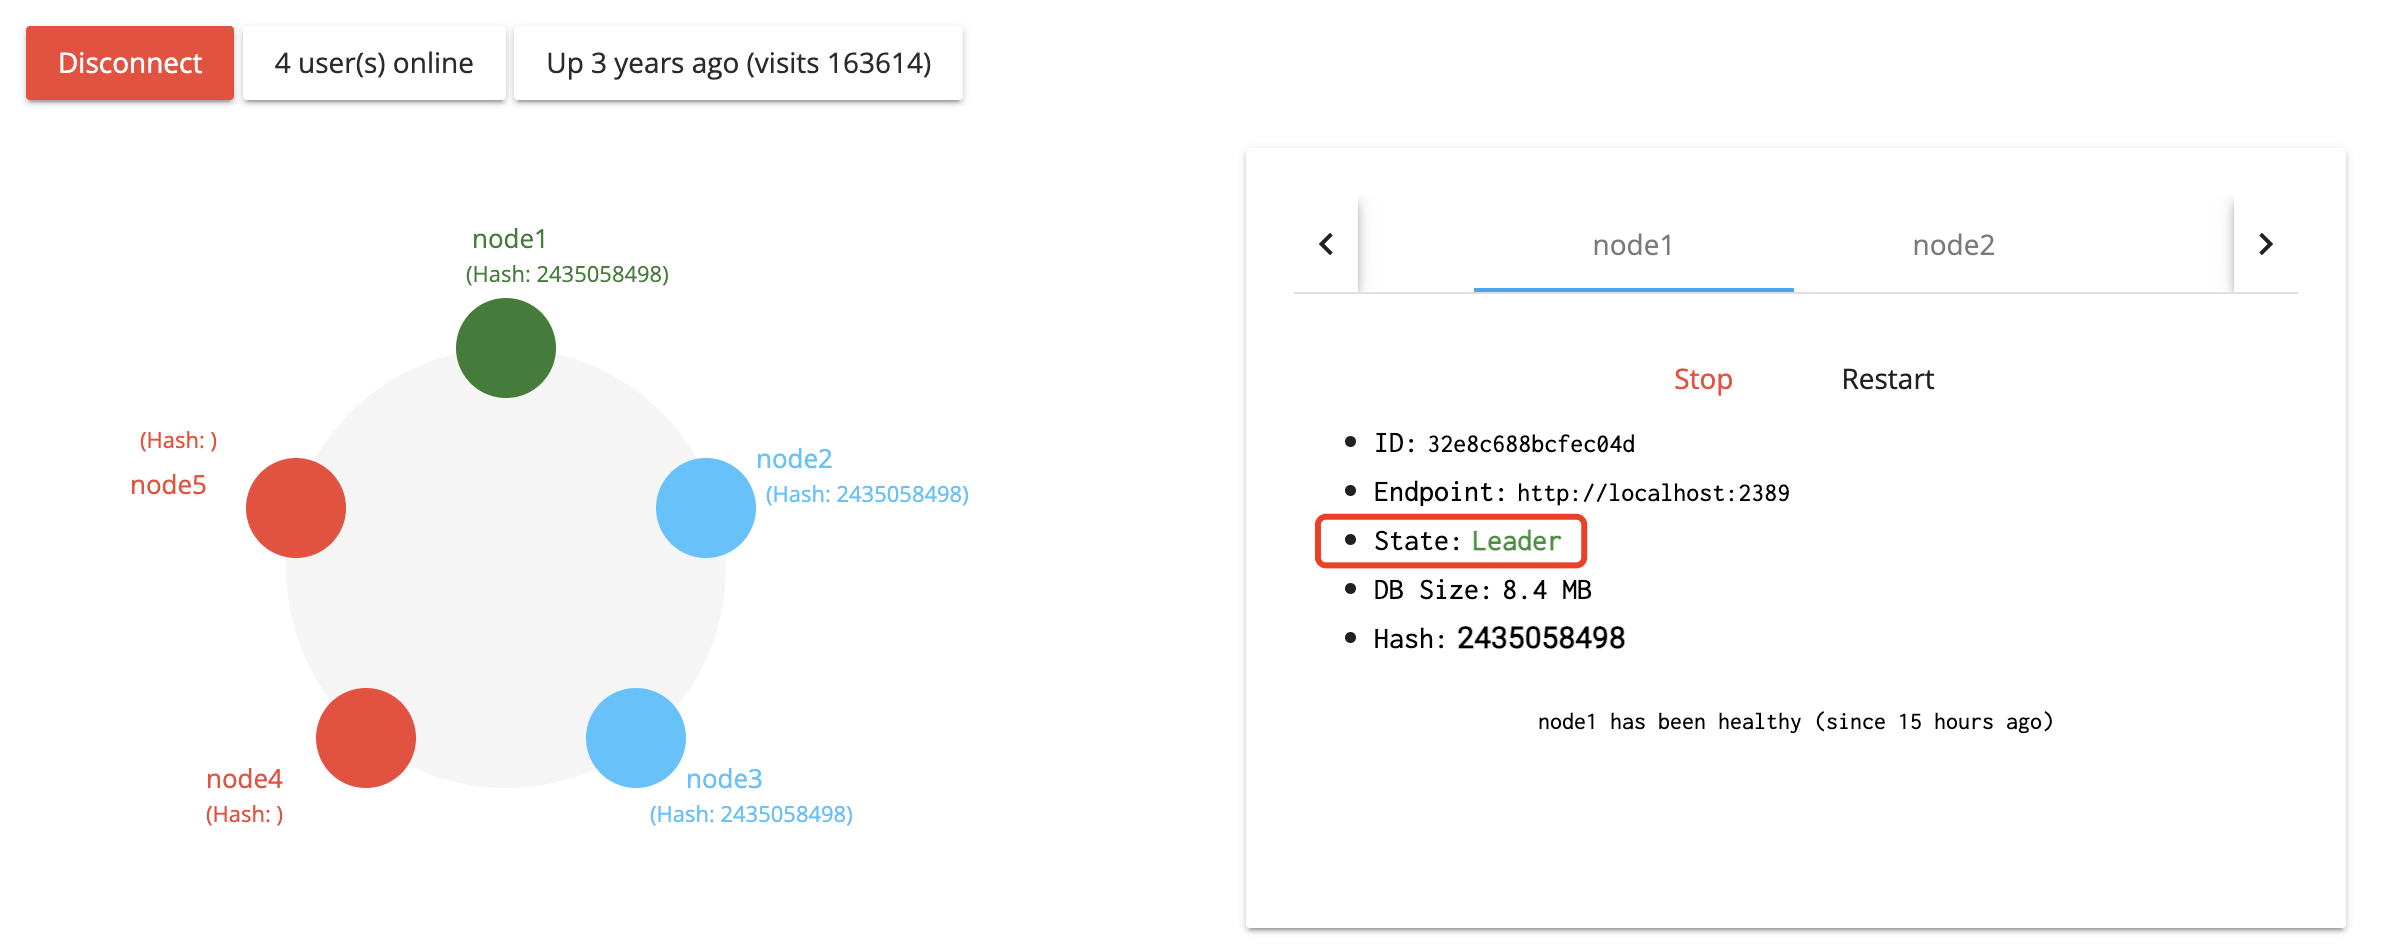 Disconnect
4 user(s) online
Up 3 years ago (visits 163614)
node1
(Hash: 2435058498)
(Hash: )
node5
node2
(Hash: 2435058498)
node4
(Hash: )
node3
(Hash: 2435058498)
node1
node2
Stop
Restart
ID: 32e8c688bcfec04d
Endpoint: http://localhost:2389
State: Leader
DB Size: 8.4 MB
Hash: 2435058498
node1 has been healthy (since 15 hours ago)